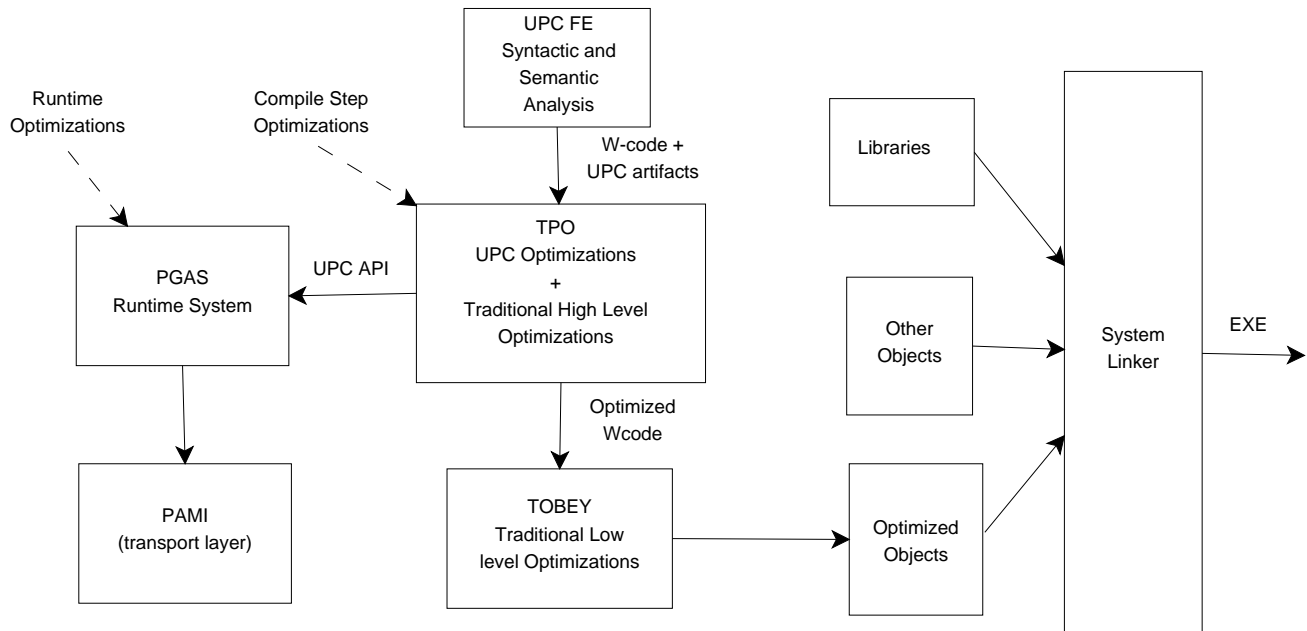 UPC FE
Syntactic and
Semantic
Analysis
Runtime
Optimizations
Compile Step
Optimizations
W-code +
UPC artifacts
Libraries
TPO
UPC Optimizations
+
Traditional High Level
Optimizations
UPC API
PGAS
Runtime System
Other
Objects
System
Linker
EXE
Optimized
Wcode
PAMI
(transport layer)
TOBEY
Traditional Low
level Optimizations
Optimized
Objects